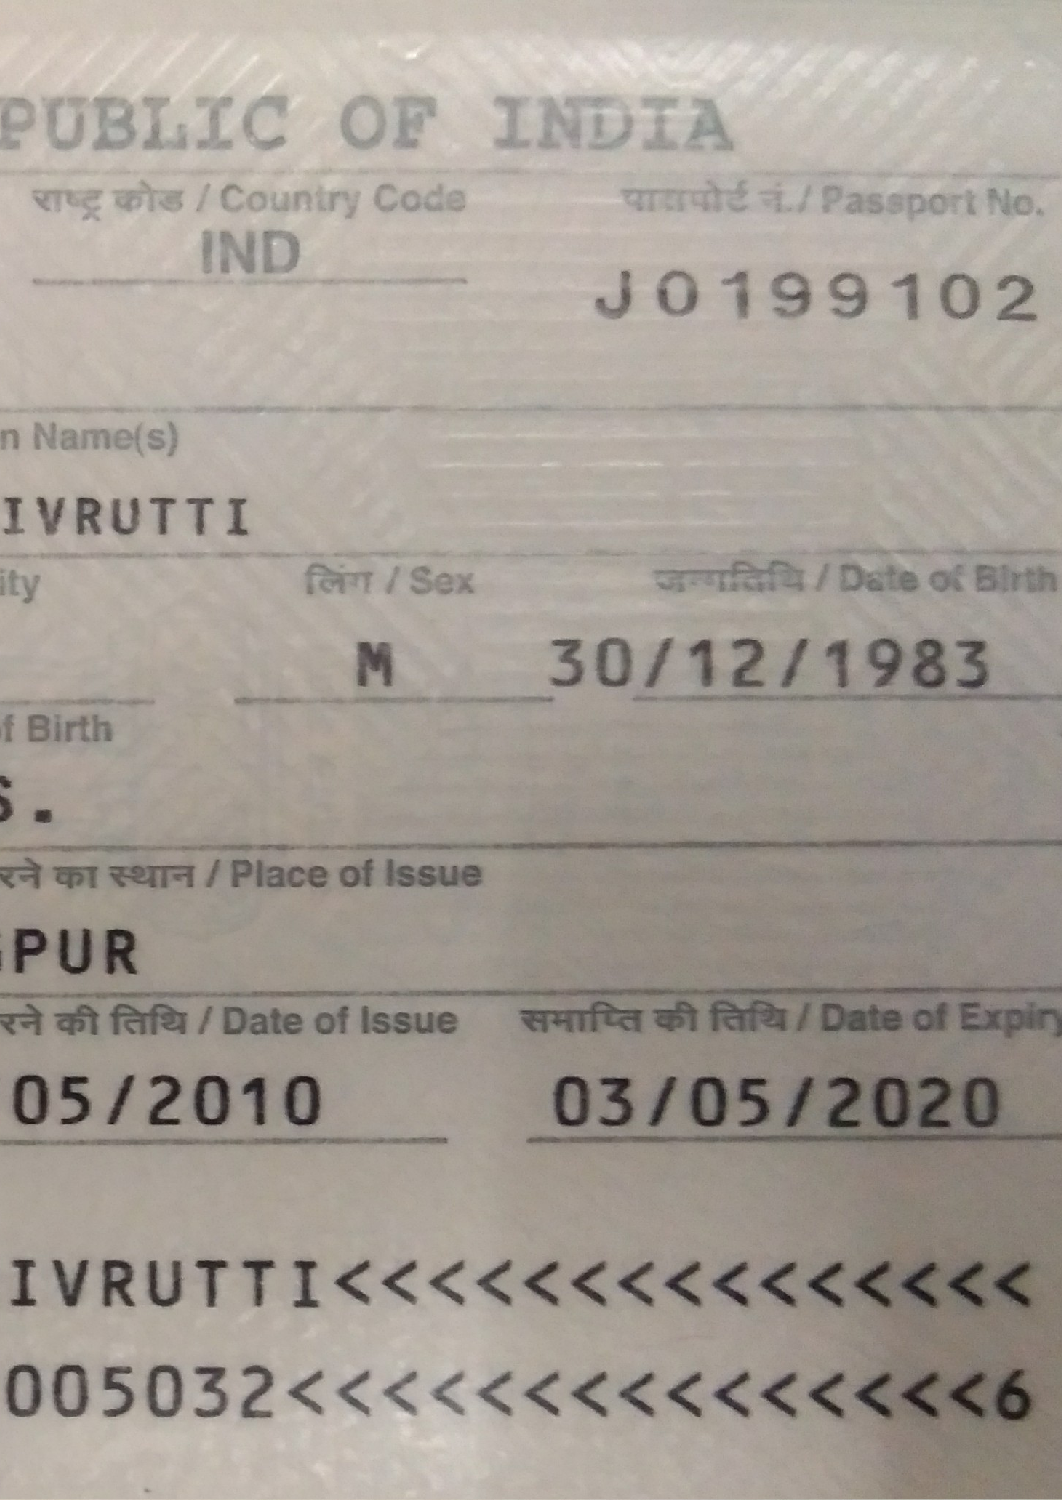 PUBLIC OF INDIA
राष्ट्र कोड / Country Code पासपोर्ट नं./ Passport No.
IND
J0199102
n Name(s)
IVRUTTI
ity लिंग / Sex जन्मतिथि / Date of Birth
M 30/12/1983
of Birth
S.
रने का स्थान / Place of Issue
GPUR
रने की तिथि / Date of Issue समाप्ति की तिथि / Date of Expiry
05/2010 03/05/2020
IVRUTTI<<<<<<<<<<<<<<<
005032<<<<<<<<<<<<<<<6